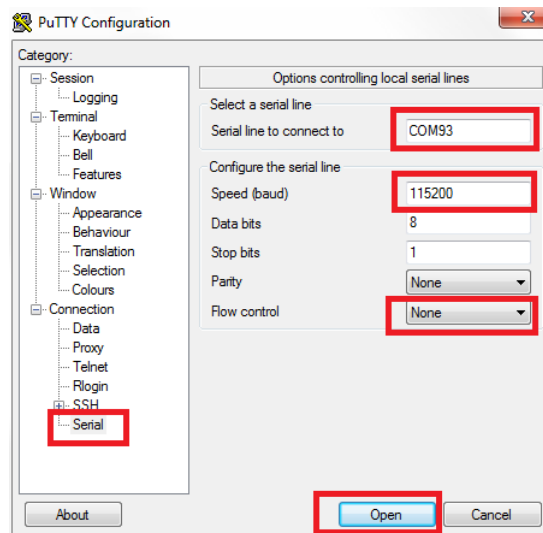 PuTTY Configuration
Category:
Session
Logging
Terminal
Keyboard
Bell
Features
Window
Appearance
Behaviour
Translation
Selection
Colours
Connection
Data
Proxy
Telnet
Rlogin
SSH
Serial
Options controlling local serial lines
Select a serial line
Serial line to connect to COM93
Configure the serial line
Speed (baud) 115200
Data bits 8
Stop bits 1
Parity None
Flow control None
About Open Cancel